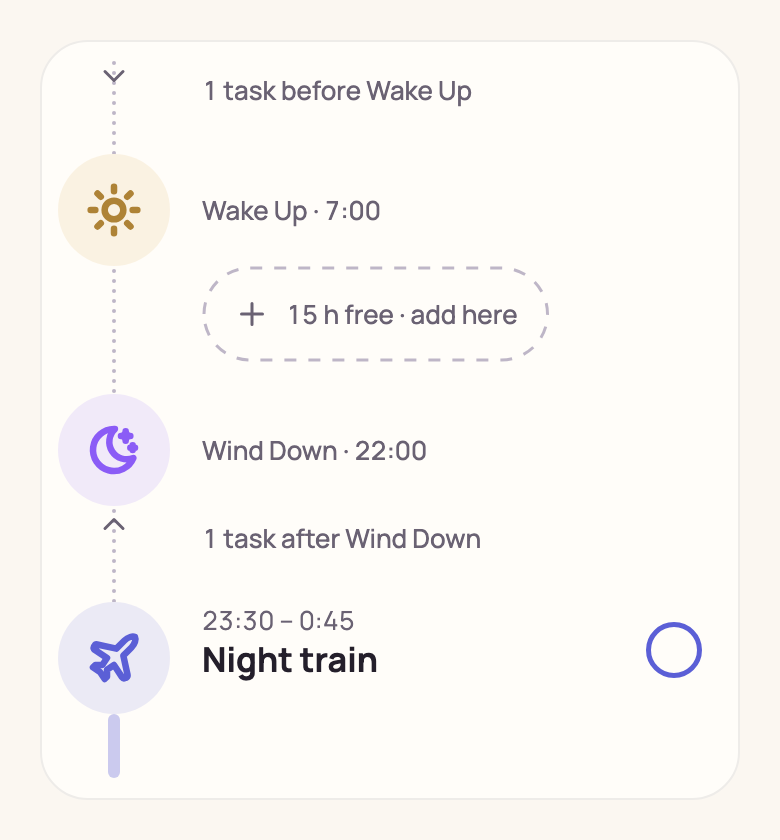 1 task before Wake Up
Wake Up · 7:00
15 h free · add here
Wind Down · 22:00
1 task after Wind Down
23:30 – 0:45
Night train